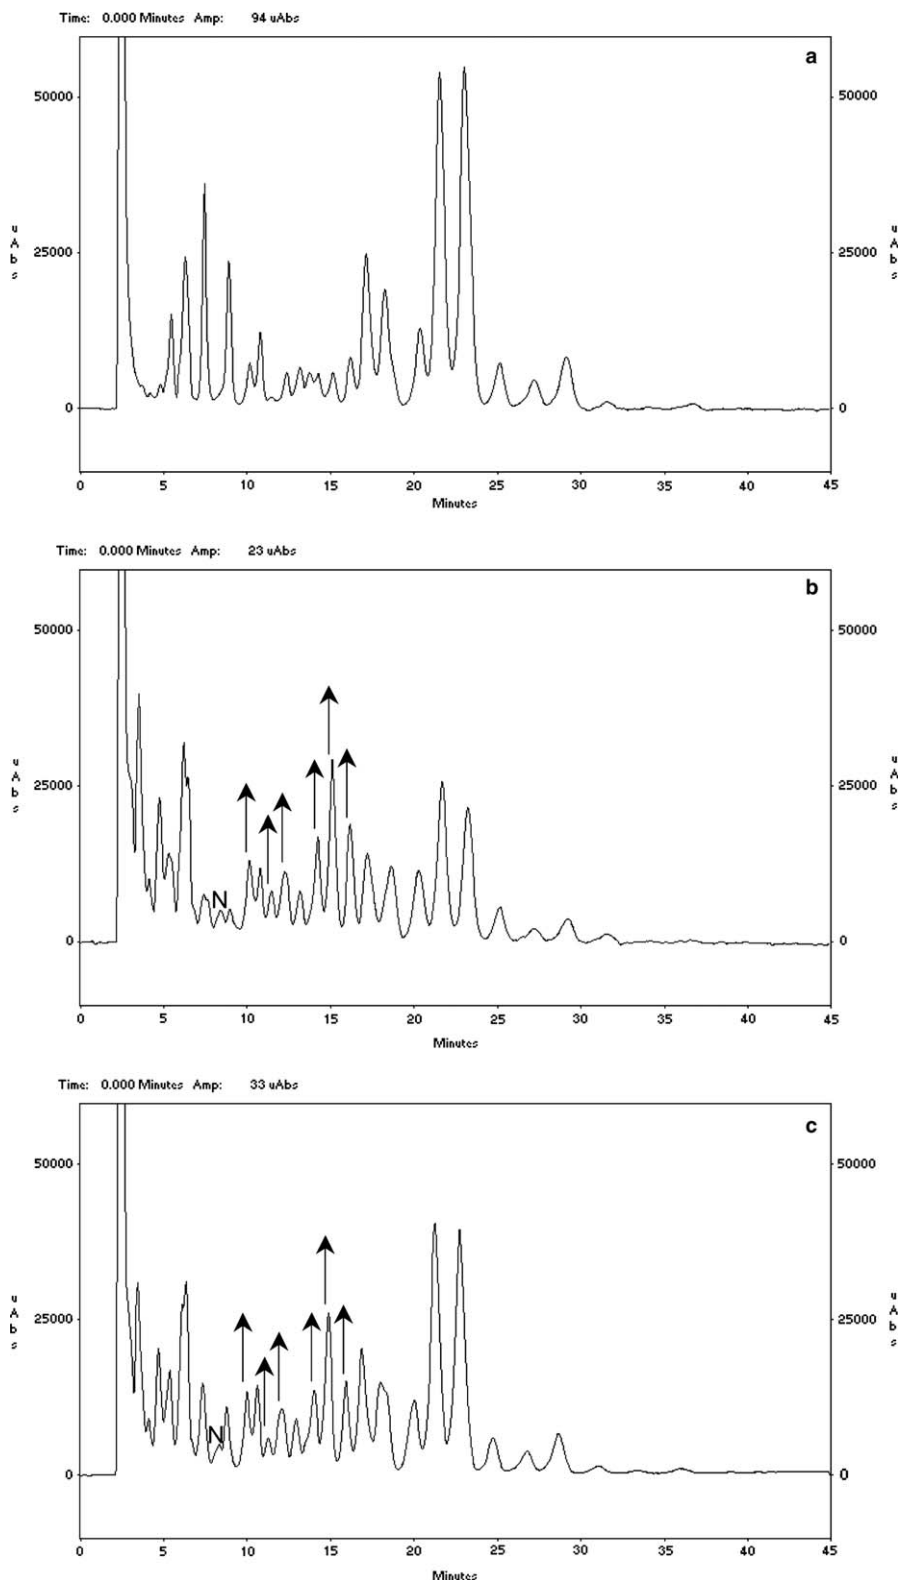 Time: 0.000 Minutes Amp: 94 uAbs
a
50000
50000
25000
25000
uAbs
uAbs
0
0
0 5 10 15 20 25 30 35 40 45
Minutes
Time: 0.000 Minutes Amp: 23 uAbs
b
50000
50000
25000
25000
uAbs
uAbs
N
0
0
0 5 10 15 20 25 30 35 40 45
Minutes
Time: 0.000 Minutes Amp: 33 uAbs
c
50000
50000
25000
25000
uAbs
uAbs
N
0
0
0 5 10 15 20 25 30 35 40 45
Minutes